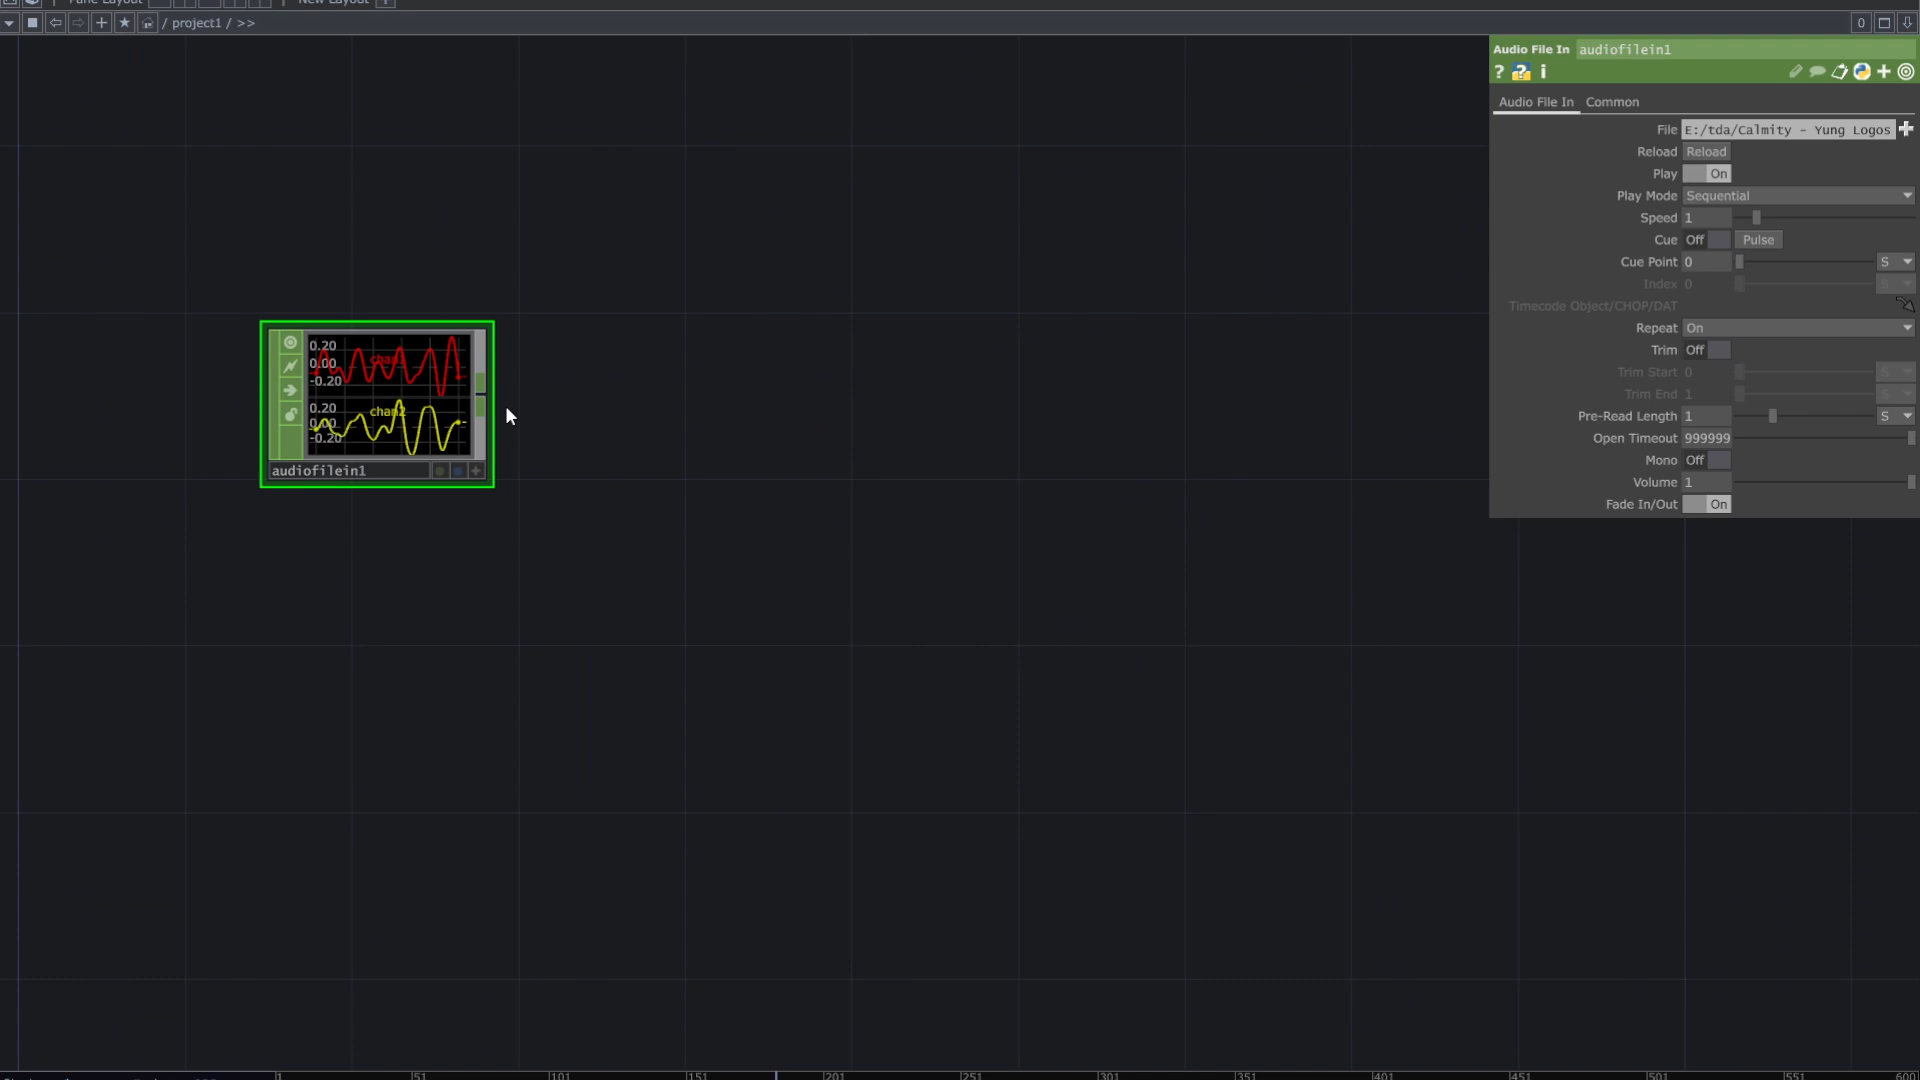 Pane Layout New Layout +
/ project1 / >> 0
Audio File In audiofilein1
? ? i
Audio File In Common
File E:/tda/Calmity - Yung Logos
Reload Reload
Play On
Play Mode Sequential
Speed 1
Cue Off Pulse
Cue Point 0 S
Index 0 S
Timecode Object/CHOP/DAT
Repeat On
Trim Off
Trim Start 0 S
Trim End 1 S
Pre-Read Length 1 S
Open Timeout 999999
Mono Off
Volume 1
Fade In/Out On
0.20
0.00 chan1
-0.20
0.20 chan2
0.00
-0.20
audiofilein1
1 51 101 151 201 251 301 351 401 451 501 551 600